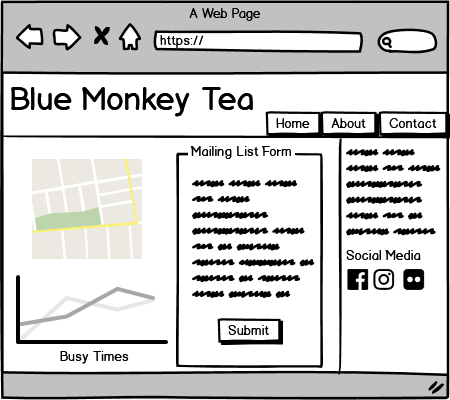 A Web Page
https://
Blue Monkey Tea
Home
About
Contact
Mailing List Form
Submit
Social Media
Busy Times